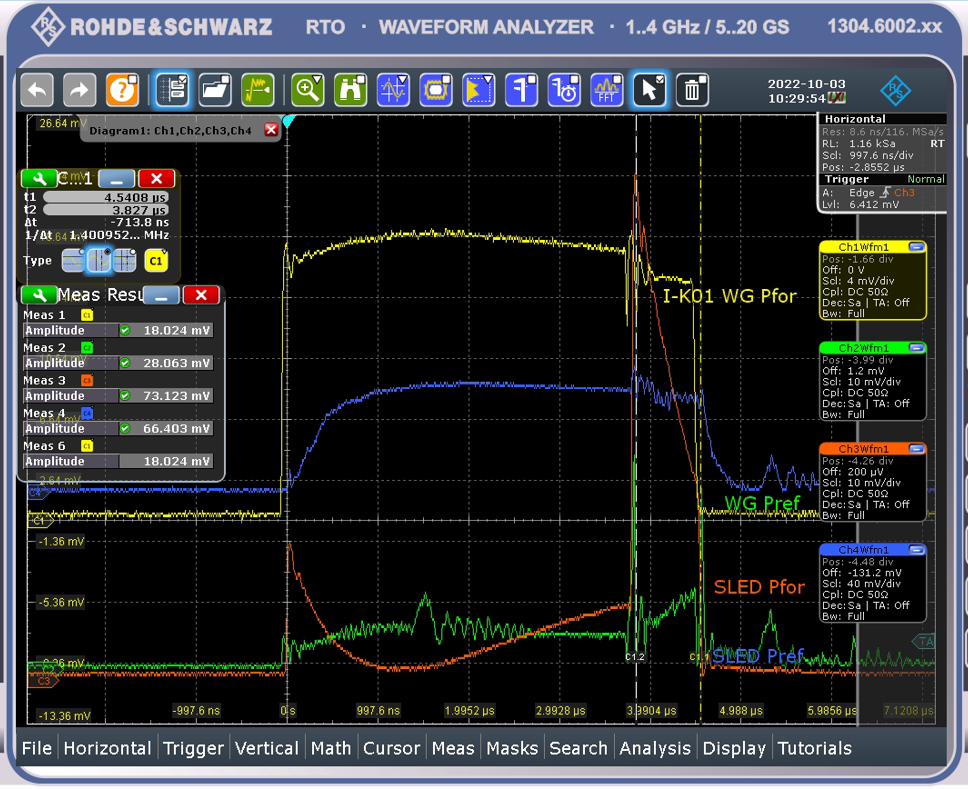 ROHDE&SCHWARZ RTO · WAVEFORM ANALYZER · 1..4 GHz / 5..20 GS 1304.6002.xx
2022-10-03
10:29:54
Diagram1: Ch1,Ch2,Ch3,Ch4
26.64 mV
C...1
t1 4.5408 µs
t2 3.827 µs
Δt -713.8 ns
1/Δt 1.400952... MHz
Type C1
Meas Resu
Meas 1 C1
Amplitude 18.024 mV
Meas 2 C2
Amplitude 28.063 mV
Meas 3 C3
Amplitude 73.123 mV
Meas 4 C4
Amplitude 66.403 mV
Meas 6 C1
Amplitude 18.024 mV
2.64 mV
C4
C1
-1.36 mV
-5.36 mV
C3
-13.36 mV
-997.6 ns
0 s
997.6 ns
1.9952 µs
2.9928 µs
3.9904 µs
4.988 µs
5.9856 µs
7.1208 µs
I-K01 WG Pfor
WG Pref
SLED Pfor
SLED Pref
C1.2
C1.1
TA
FFT
Horizontal
Res: 8.6 ns/116. MSa/s
RL: 1.16 kSa RT
Scl: 997.6 ns/div
Pos: -2.8552 µs
Trigger Normal
A: Edge Ch3
Lvl: 6.412 mV
Ch1Wfm1
Pos: -1.66 div
Off: 0 V
Scl: 4 mV/div
Cpl: DC 50Ω
Dec: Sa | TA: Off
Bw: Full
Ch2Wfm1
Pos: -3.99 div
Off: 1.2 mV
Scl: 10 mV/div
Cpl: DC 50Ω
Dec: Sa | TA: Off
Bw: Full
Ch3Wfm1
Pos: -4.26 div
Off: 200 µV
Scl: 10 mV/div
Cpl: DC 50Ω
Dec: Sa | TA: Off
Bw: Full
Ch4Wfm1
Pos: -4.48 div
Off: -131.2 mV
Scl: 40 mV/div
Cpl: DC 50Ω
Dec: Sa | TA: Off
Bw: Full
File Horizontal Trigger Vertical Math Cursor Meas Masks Search Analysis Display Tutorials